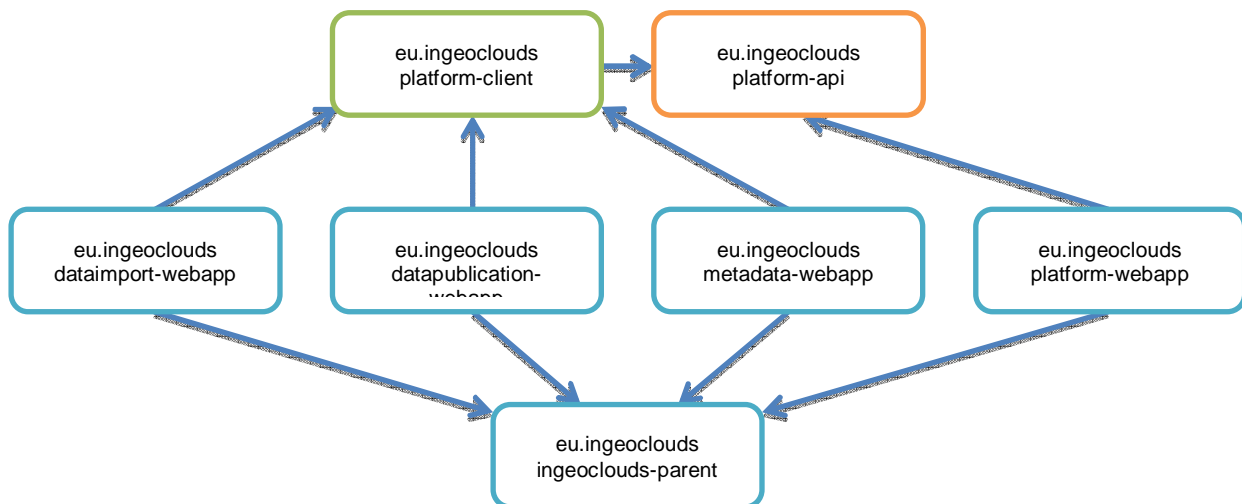 eu.ingeoclouds
platform-client
eu.ingeoclouds
platform-api
eu.ingeoclouds
dataimport-webapp
eu.ingeoclouds
datapublication-
webapp
eu.ingeoclouds
metadata-webapp
eu.ingeoclouds
platform-webapp
eu.ingeoclouds
ingeoclouds-parent